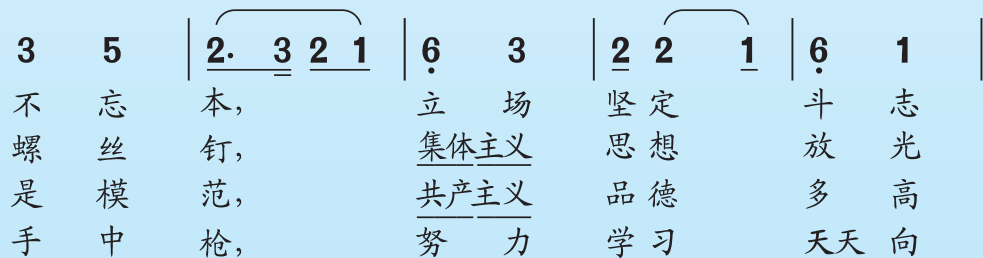 3 5 | 2. 3 2 1 | 6 3 | 2 2 1 | 6 1 |
不 忘 本， 立 场 坚 定 斗 志
螺 丝 钉， 集体主义 思 想 放 光
是 模 范， 共产主义 品 德 多 高
手 中 枪， 努 力 学 习 天天 向